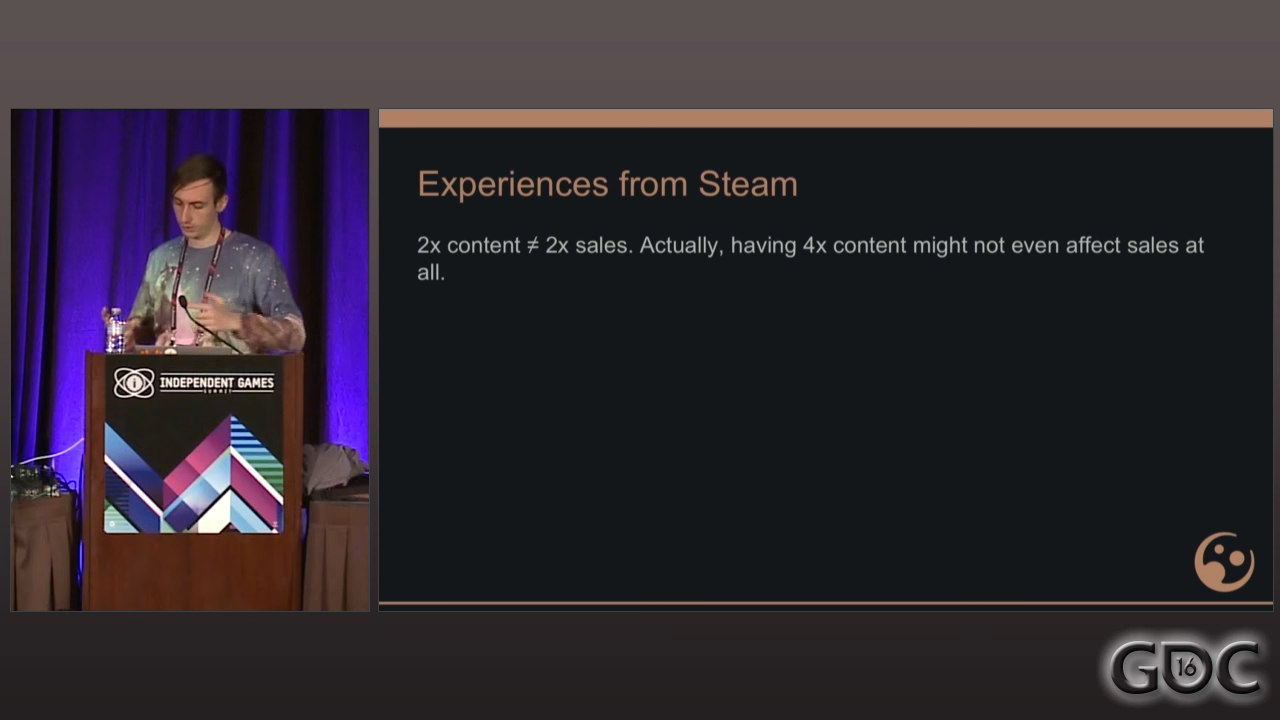 Experiences from Steam
2x content ≠ 2x sales. Actually, having 4x content might not even affect sales at
all.
INDEPENDENT GAMES
SUMMIT
GDC
16